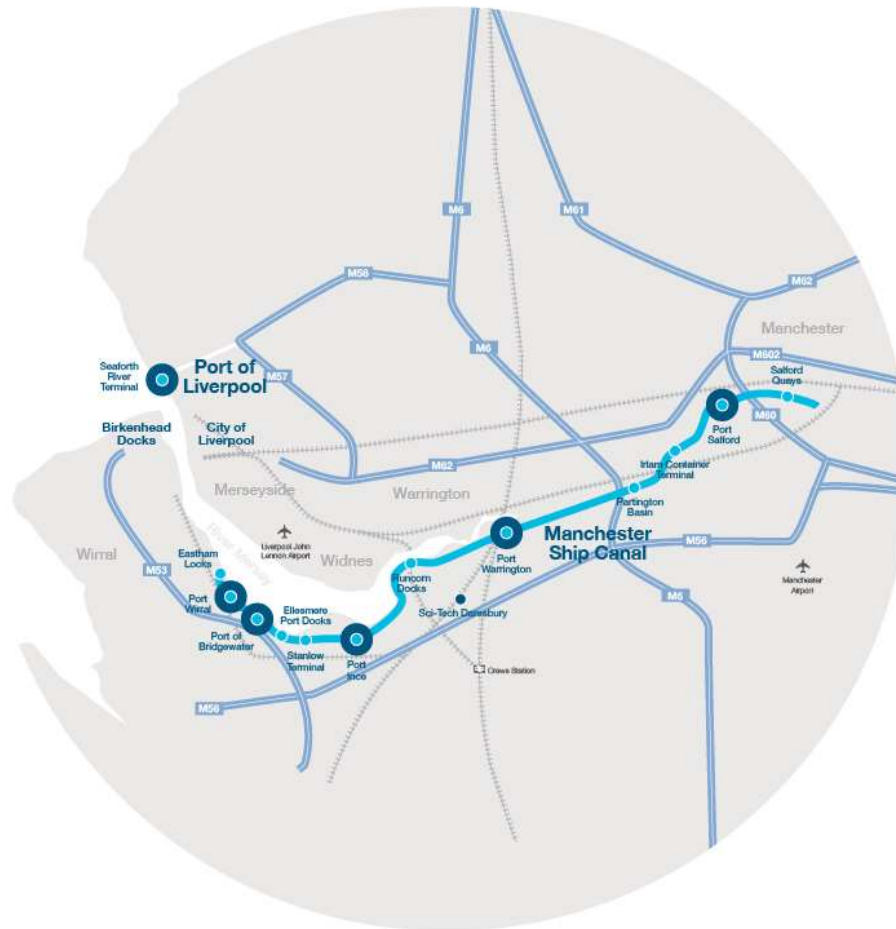 M6
M61
M58
M62
Manchester
M6
M602
Seaforth
River
Terminal
Port of
Liverpool
M57
Salford
Quays
M60
Port
Salford
Birkenhead
Docks
City of
Liverpool
M62
Irlam Container
Terminal
Merseyside
Warrington
Partington
Basin
River Mersey
Manchester
Ship Canal
M56
Wirral
Liverpool John
Lennon Airport
Widnes
Port
Warrington
Eastham
Locks
M53
Runcorn
Docks
Manchester
Airport
Port
Wirral
Ellesmere
Port Docks
Sci-Tech Daresbury
M6
Port of
Bridgewater
Stanlow
Terminal
Port
Ince
Crewe Station
M56